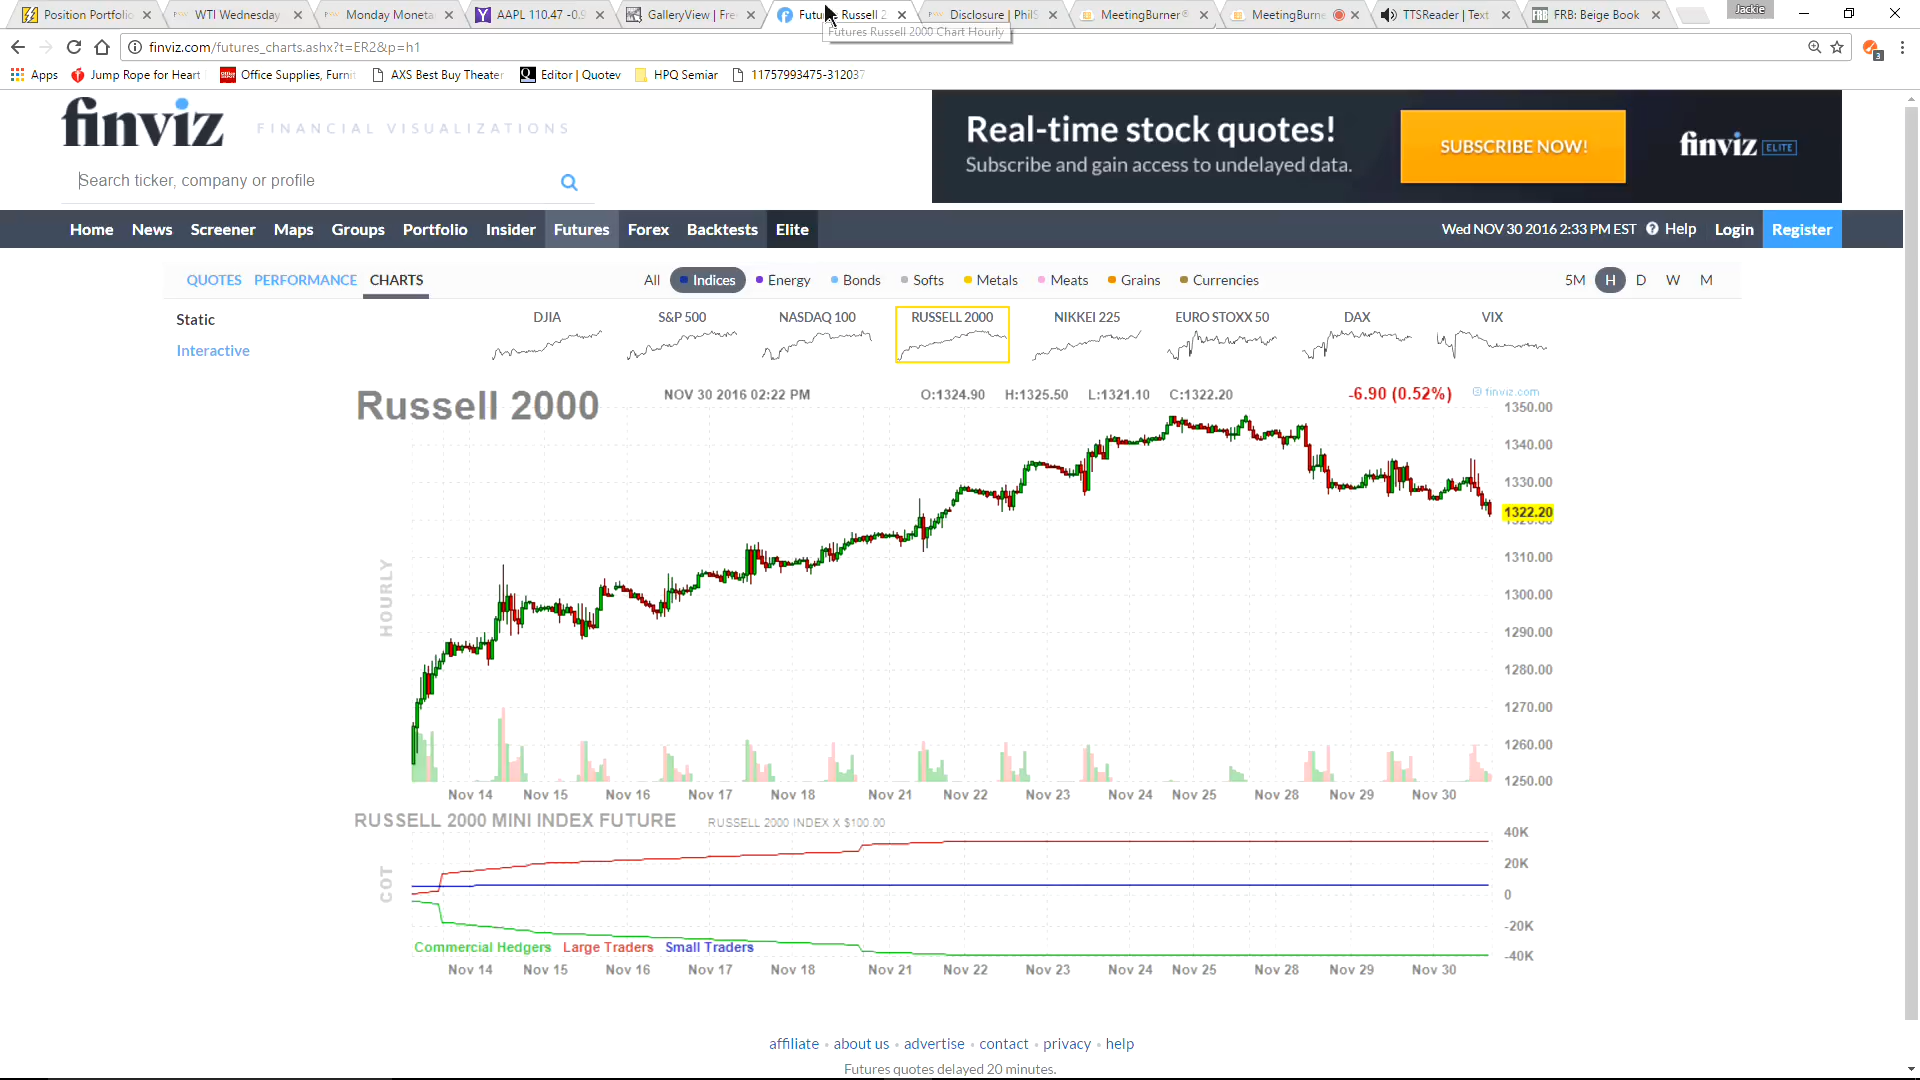 Position Portfolio
WTI Wednesday
Monday Moneta
AAPL 110.47 -0.9
GalleryView | Fre
Futu Russell 2
Disclosure | PhilS
MeetingBurner
MeetingBurne
TTSReader | Text
FRB: Beige Book
Jackie
Futures Russell 2000 Chart Hourly
finviz.com/futures_charts.ashx?t=ER2&p=h1
3
Apps
Jump Rope for Heart
Office Supplies, Furnit
AXS Best Buy Theater
Editor | Quotev
HPQ Semiar
11757993475-312037
finviz
FINANCIAL VISUALIZATIONS
Real-time stock quotes!
Subscribe and gain access to undelayed data.
SUBSCRIBE NOW!
finviz ELITE
Search ticker, company or profile
Home News Screener Maps Groups Portfolio Insider Futures Forex Backtests Elite
Wed NOV 30 2016 2:33 PM EST
Help Login Register
QUOTES PERFORMANCE CHARTS
All Indices Energy Bonds Softs Metals Meats Grains Currencies
5M H D W M
Static
Interactive
DJIA
S&P 500
NASDAQ 100
RUSSELL 2000
NIKKEI 225
EURO STOXX 50
DAX
VIX
Russell 2000
NOV 30 2016 02:22 PM
O:1324.90 H:1325.50 L:1321.10 C:1322.20
-6.90 (0.52%)
© finviz.com
1350.00
1340.00
1330.00
1322.20
1320.00
1310.00
1300.00
1290.00
1280.00
1270.00
1260.00
1250.00
HOURLY
Nov 14 Nov 15 Nov 16 Nov 17 Nov 18 Nov 21 Nov 22 Nov 23 Nov 24 Nov 25 Nov 28 Nov 29 Nov 30
RUSSELL 2000 MINI INDEX FUTURE
RUSSELL 2000 INDEX X $100.00
40K
20K
0
-20K
-40K
COT
Commercial Hedgers Large Traders Small Traders
Nov 14 Nov 15 Nov 16 Nov 17 Nov 18 Nov 21 Nov 22 Nov 23 Nov 24 Nov 25 Nov 28 Nov 29 Nov 30
affiliate • about us • advertise • contact • privacy • help
Futures quotes delayed 20 minutes.